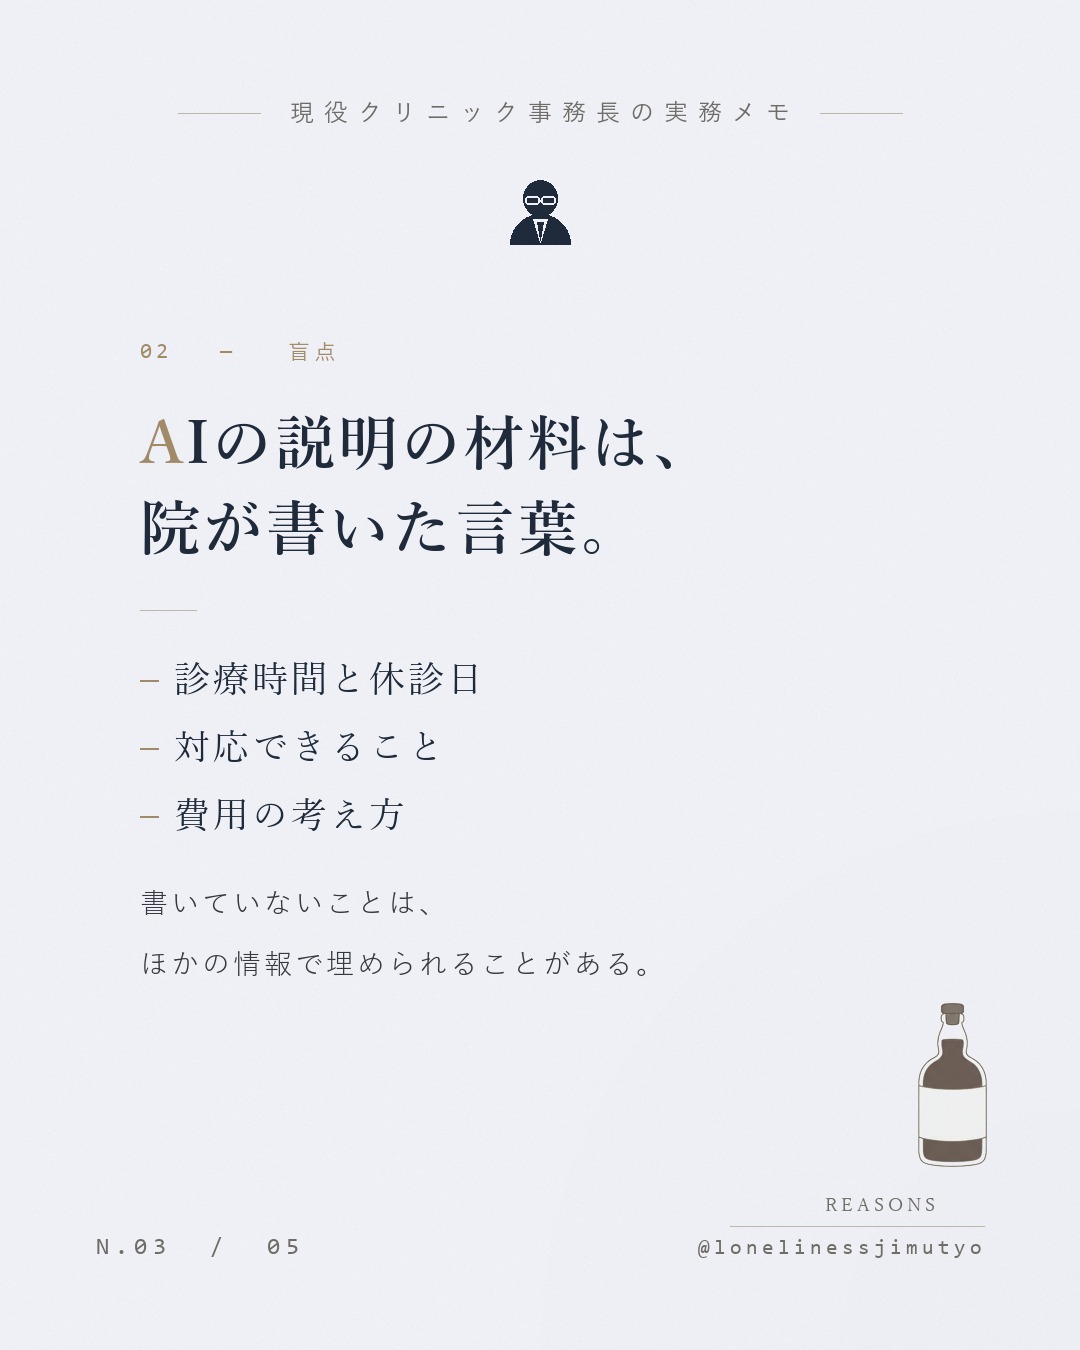 現役クリニック事務長の実務メモ
02 — 盲点
AIの説明の材料は、
院が書いた言葉。
— 診療時間と休診日
— 対応できること
— 費用の考え方
書いていないことは、
ほかの情報で埋められることがある。
REASONS
N.03 / 05
@lonelinessjimutyo